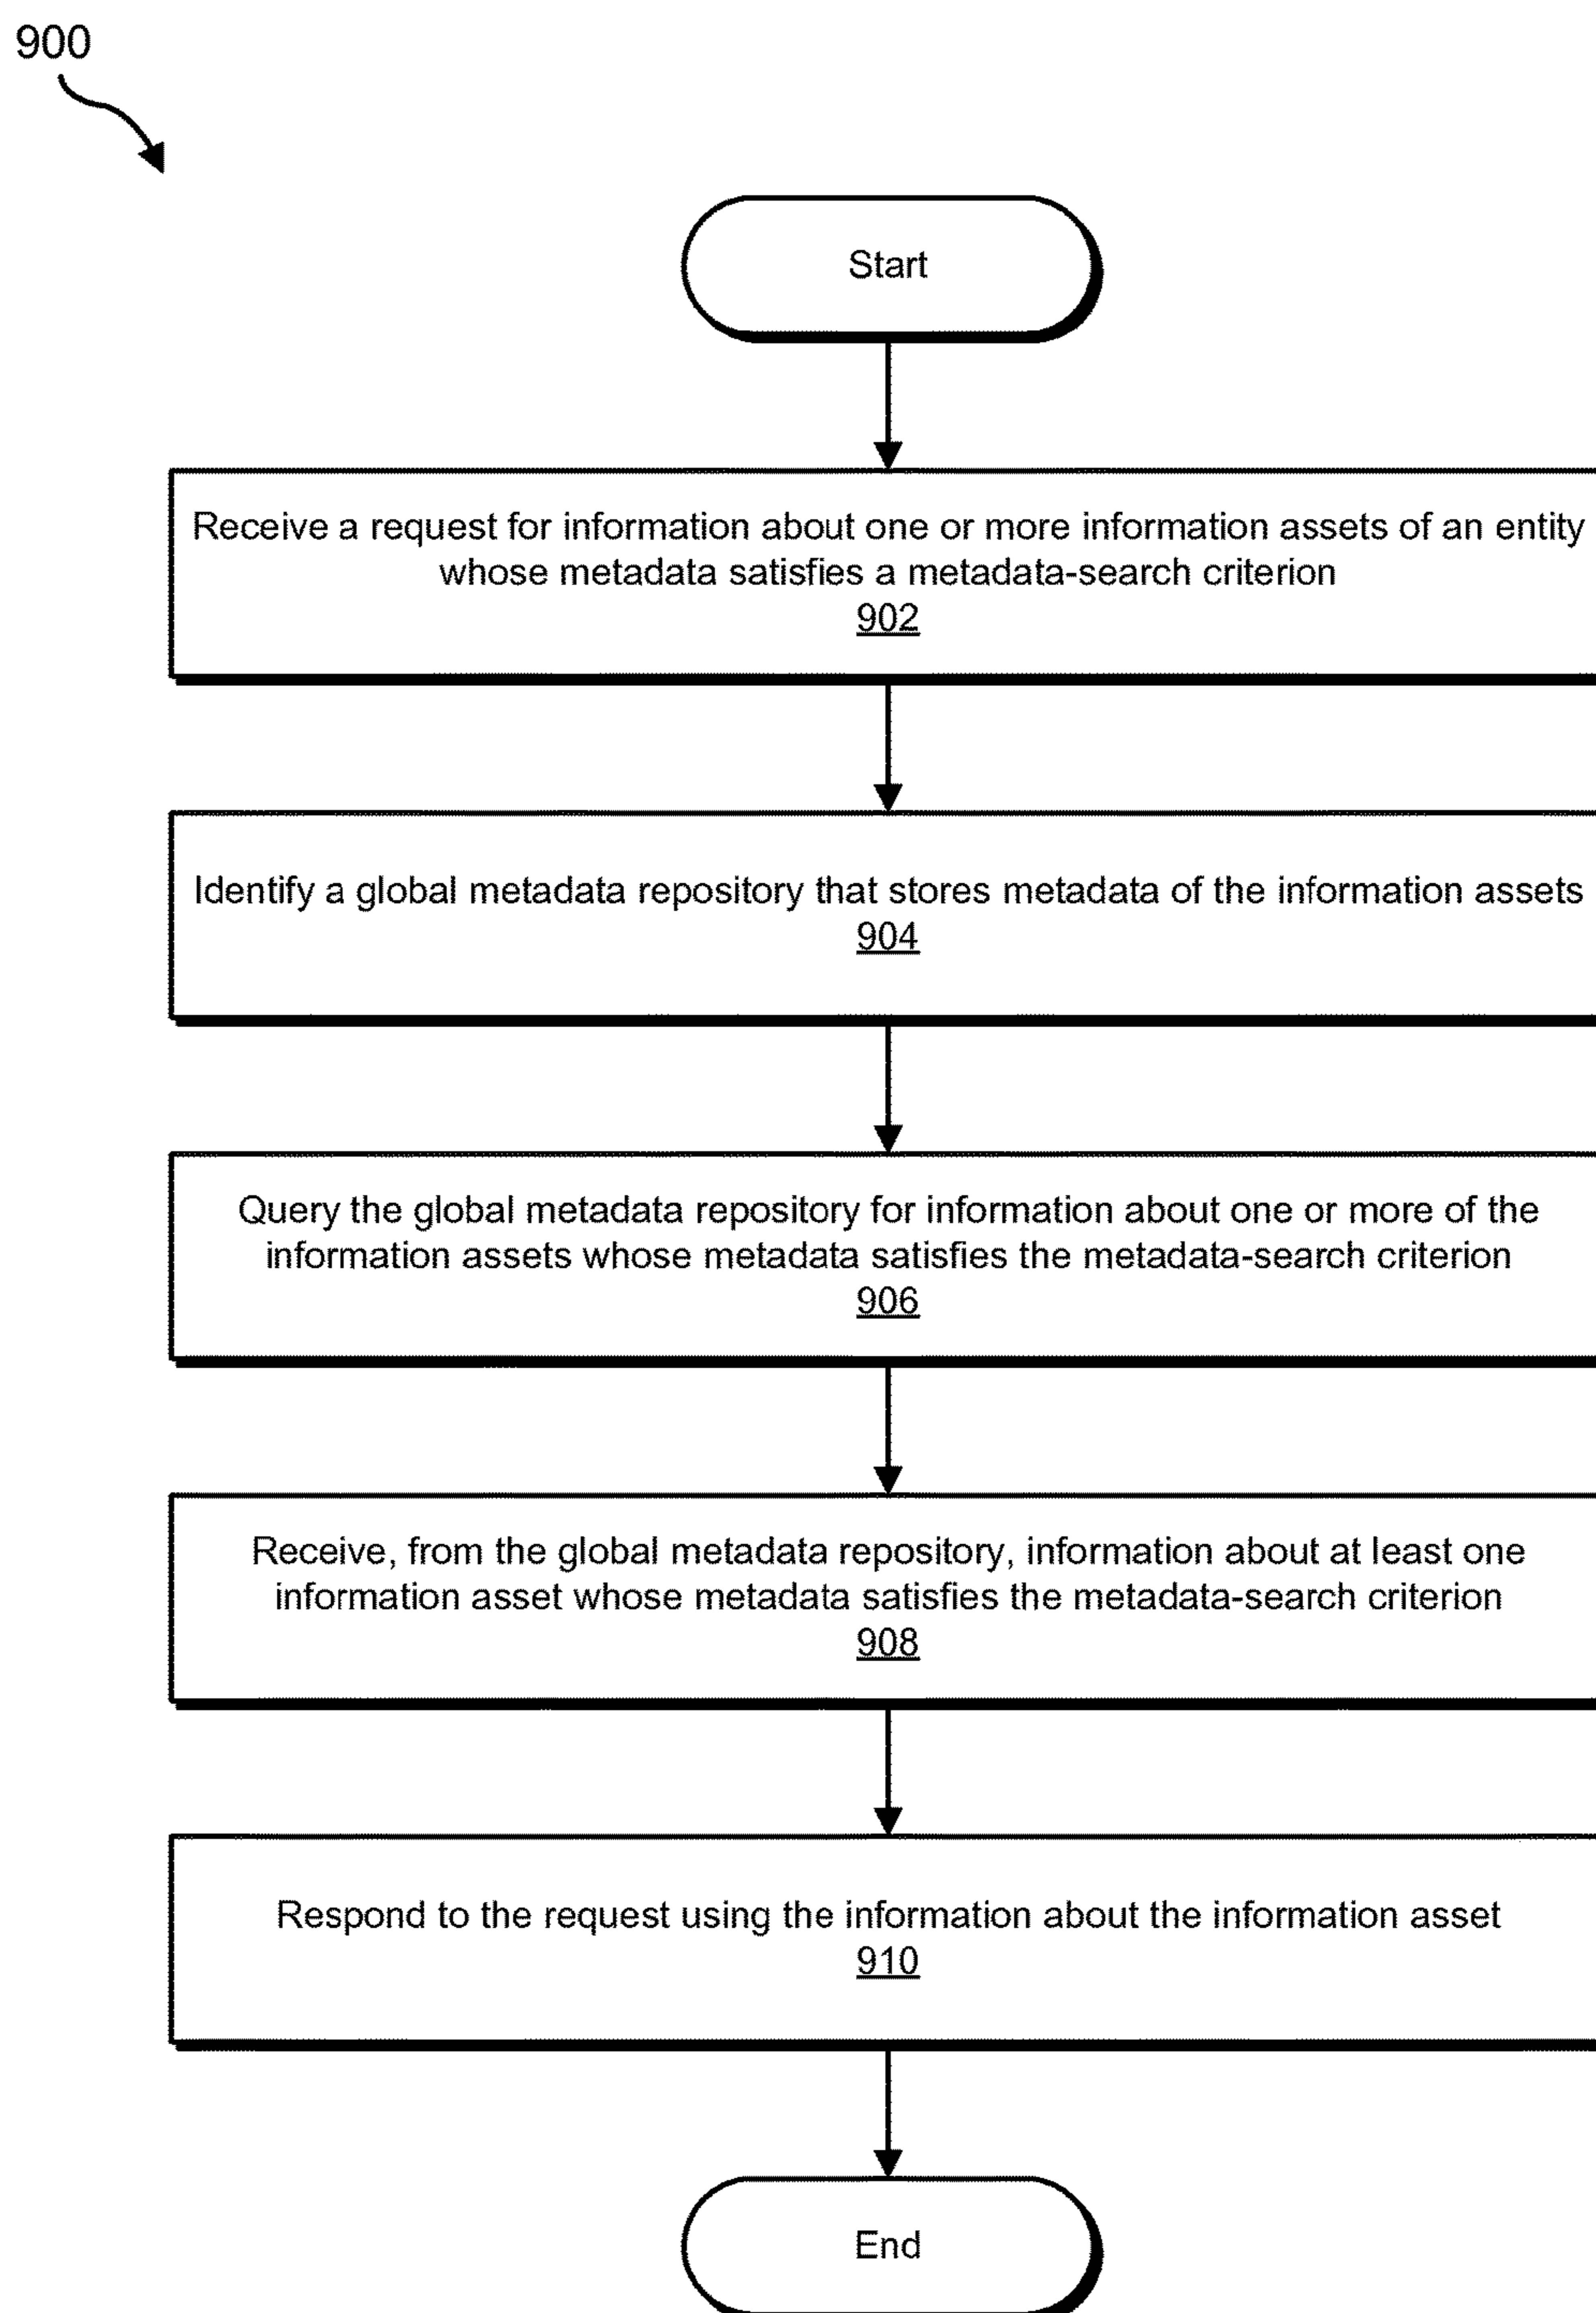 900
Start
Receive a request for information about one or more information assets of an entity
whose metadata satisfies a metadata-search criterion
902
Identify a global metadata repository that stores metadata of the information assets
904
Query the global metadata repository for information about one or more of the
information assets whose metadata satisfies the metadata-search criterion
906
Receive, from the global metadata repository, information about at least one
information asset whose metadata satisfies the metadata-search criterion
908
Respond to the request using the information about the information asset
910
End